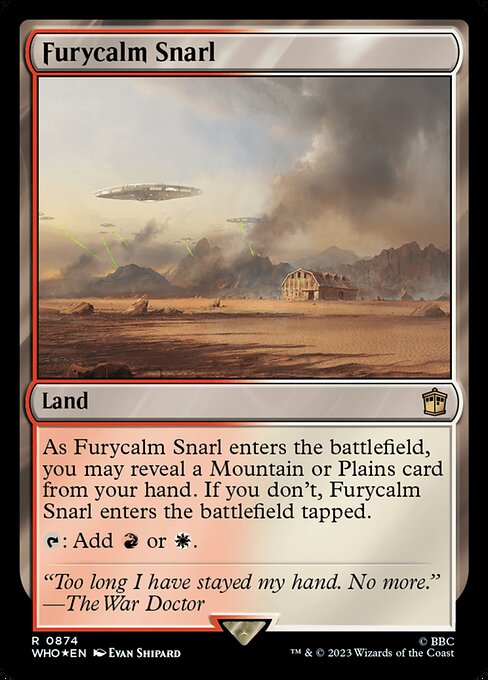 Furycalm Snarl
Land
As Furycalm Snarl enters the battlefield,
you may reveal a Mountain or Plains card
from your hand. If you don't, Furycalm
Snarl enters the battlefield tapped.
: Add or .
“Too long I have stayed my hand. No more.”
—The War Doctor
R 0874
WHO★EN Evan Shipard
© BBC
™ & © 2023 Wizards of the Coast